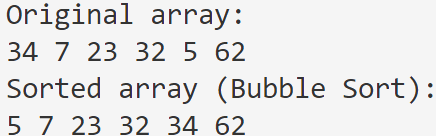 Original array:
34 7 23 32 5 62
Sorted array (Bubble Sort):
5 7 23 32 34 62